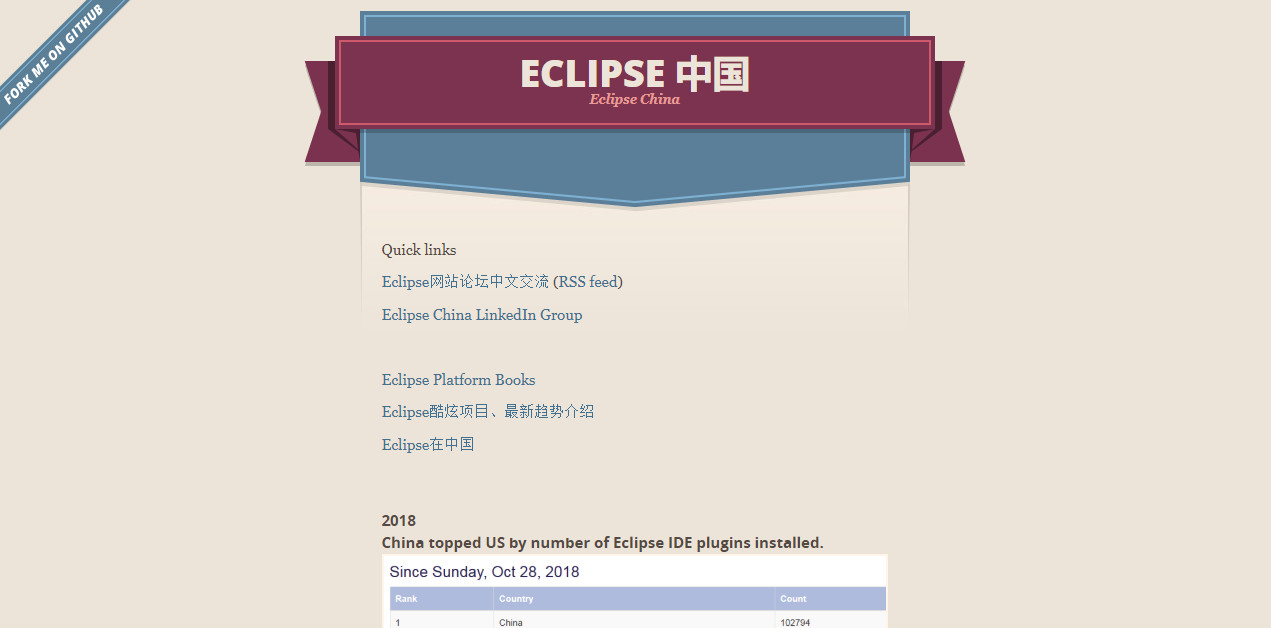 FORK ME ON GITHUB
ECLIPSE 中国
Eclipse China
Quick links
Eclipse网站论坛中文交流 (RSS feed)
Eclipse China LinkedIn Group
Eclipse Platform Books
Eclipse酷炫项目、最新趋势介绍
Eclipse在中国
2018
China topped US by number of Eclipse IDE plugins installed.
Since Sunday, Oct 28, 2018
Rank Country Count
1 China 102794